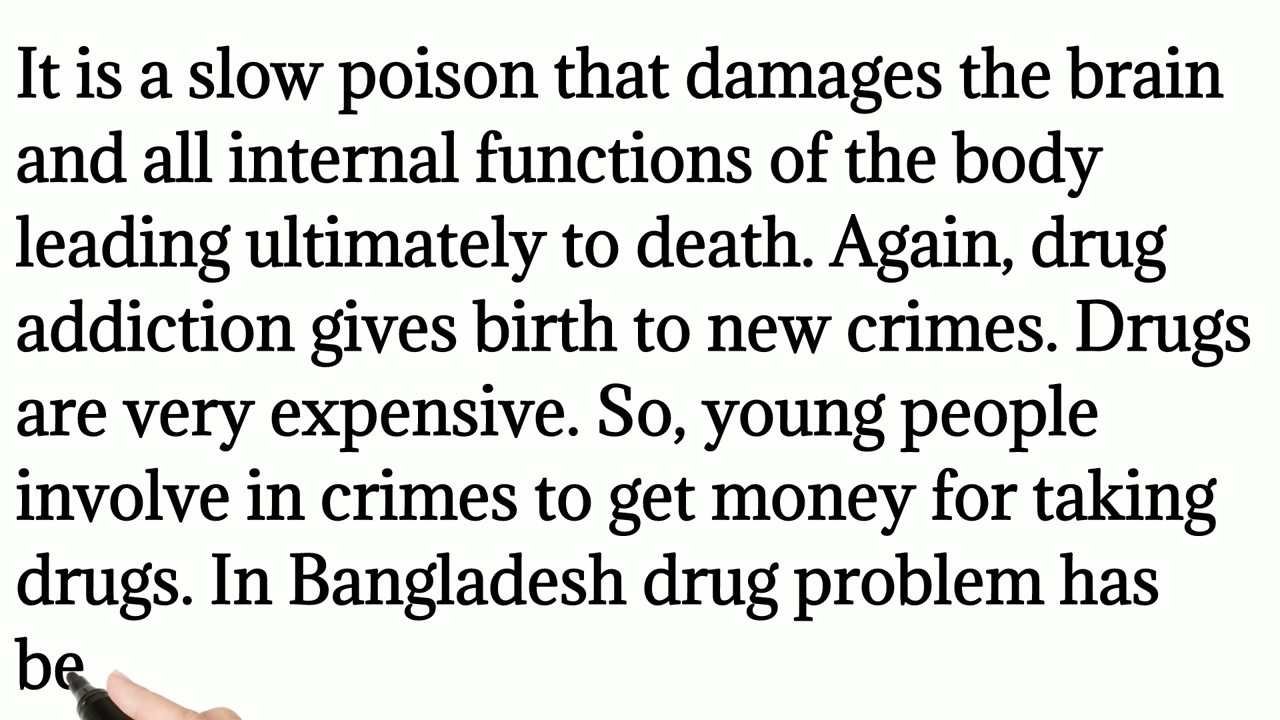 It is a slow poison that damages the brain
and all internal functions of the body
leading ultimately to death. Again, drug
addiction gives birth to new crimes. Drugs
are very expensive. So, young people
involve in crimes to get money for taking
drugs. In Bangladesh drug problem has
be